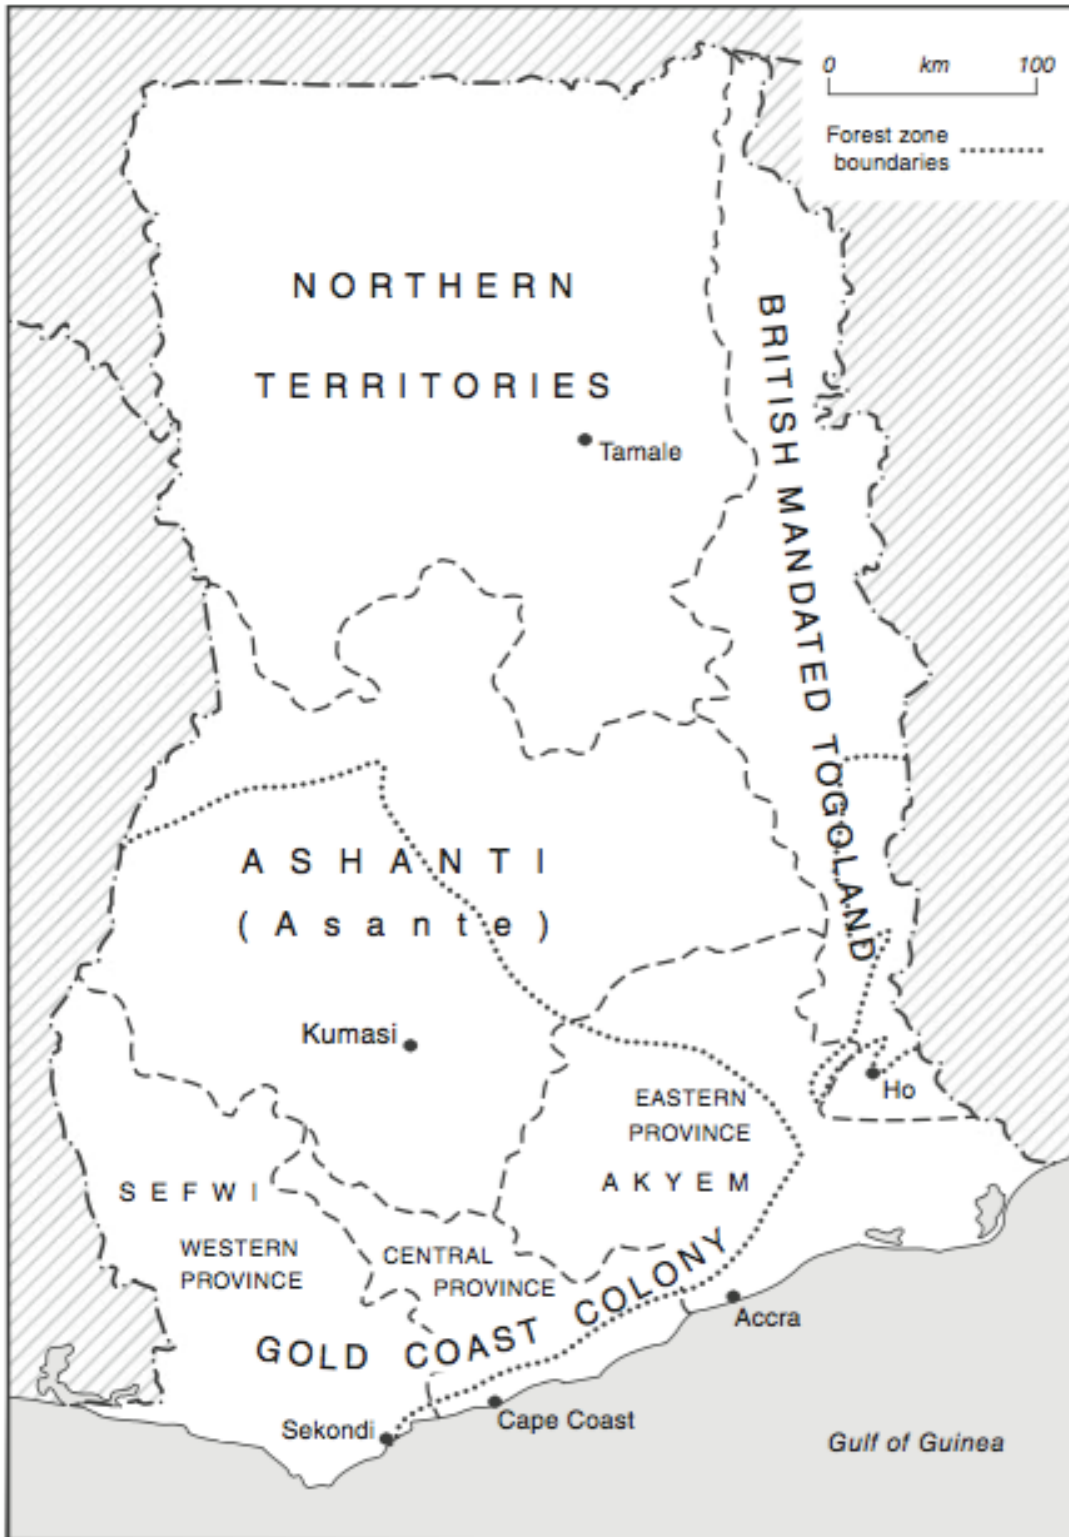 0 km 100
Forest zone
boundaries
NORTHERN
TERRITORIES
Tamale
BRITISH MANDATED TOGOLAND
ASHANTI
(Asante)
Kumasi
Ho
EASTERN
PROVINCE
AKYEM
SEFWI
WESTERN
PROVINCE
CENTRAL
PROVINCE
GOLD COAST COLONY
Accra
Cape Coast
Sekondi
Gulf of Guinea